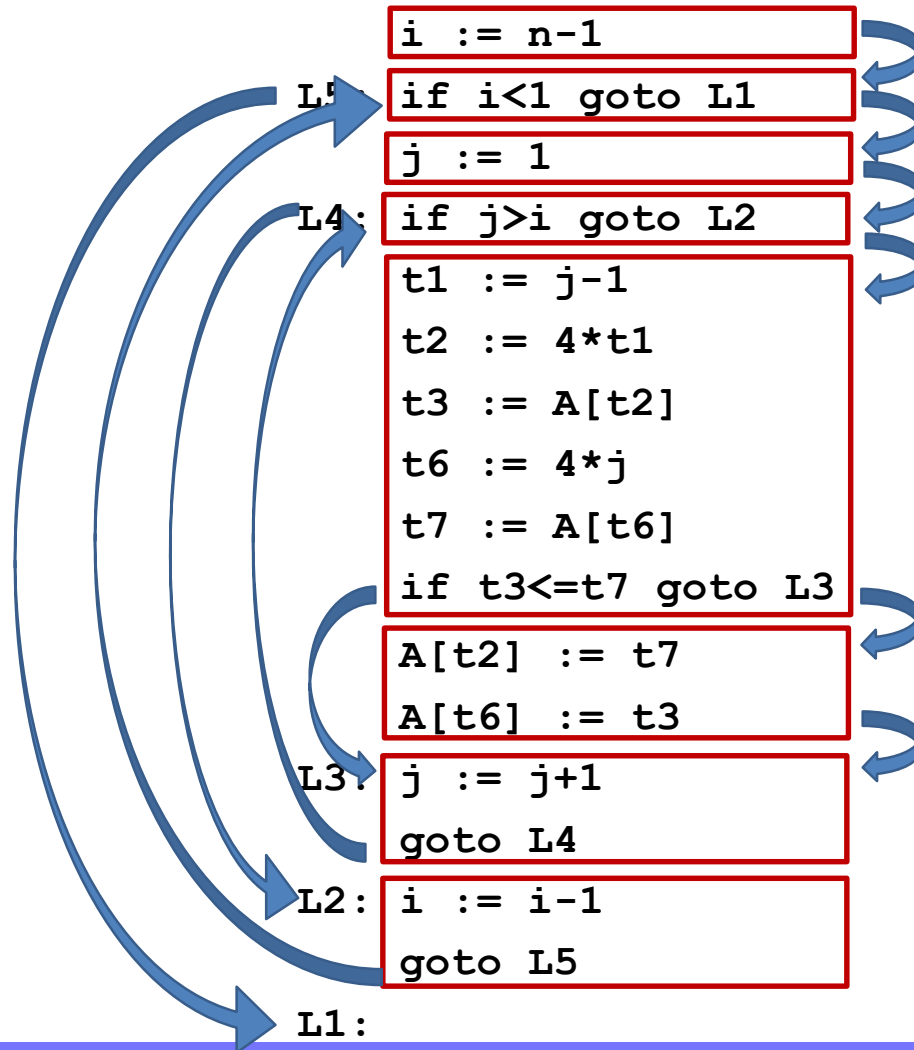 i := n-1
L5: if i<1 goto L1
j := 1
L4: if j>i goto L2
t1 := j-1
t2 := 4*t1
t3 := A[t2]
t6 := 4*j
t7 := A[t6]
if t3<=t7 goto L3
A[t2] := t7
A[t6] := t3
L3: j := j+1
goto L4
L2: i := i-1
goto L5
L1: